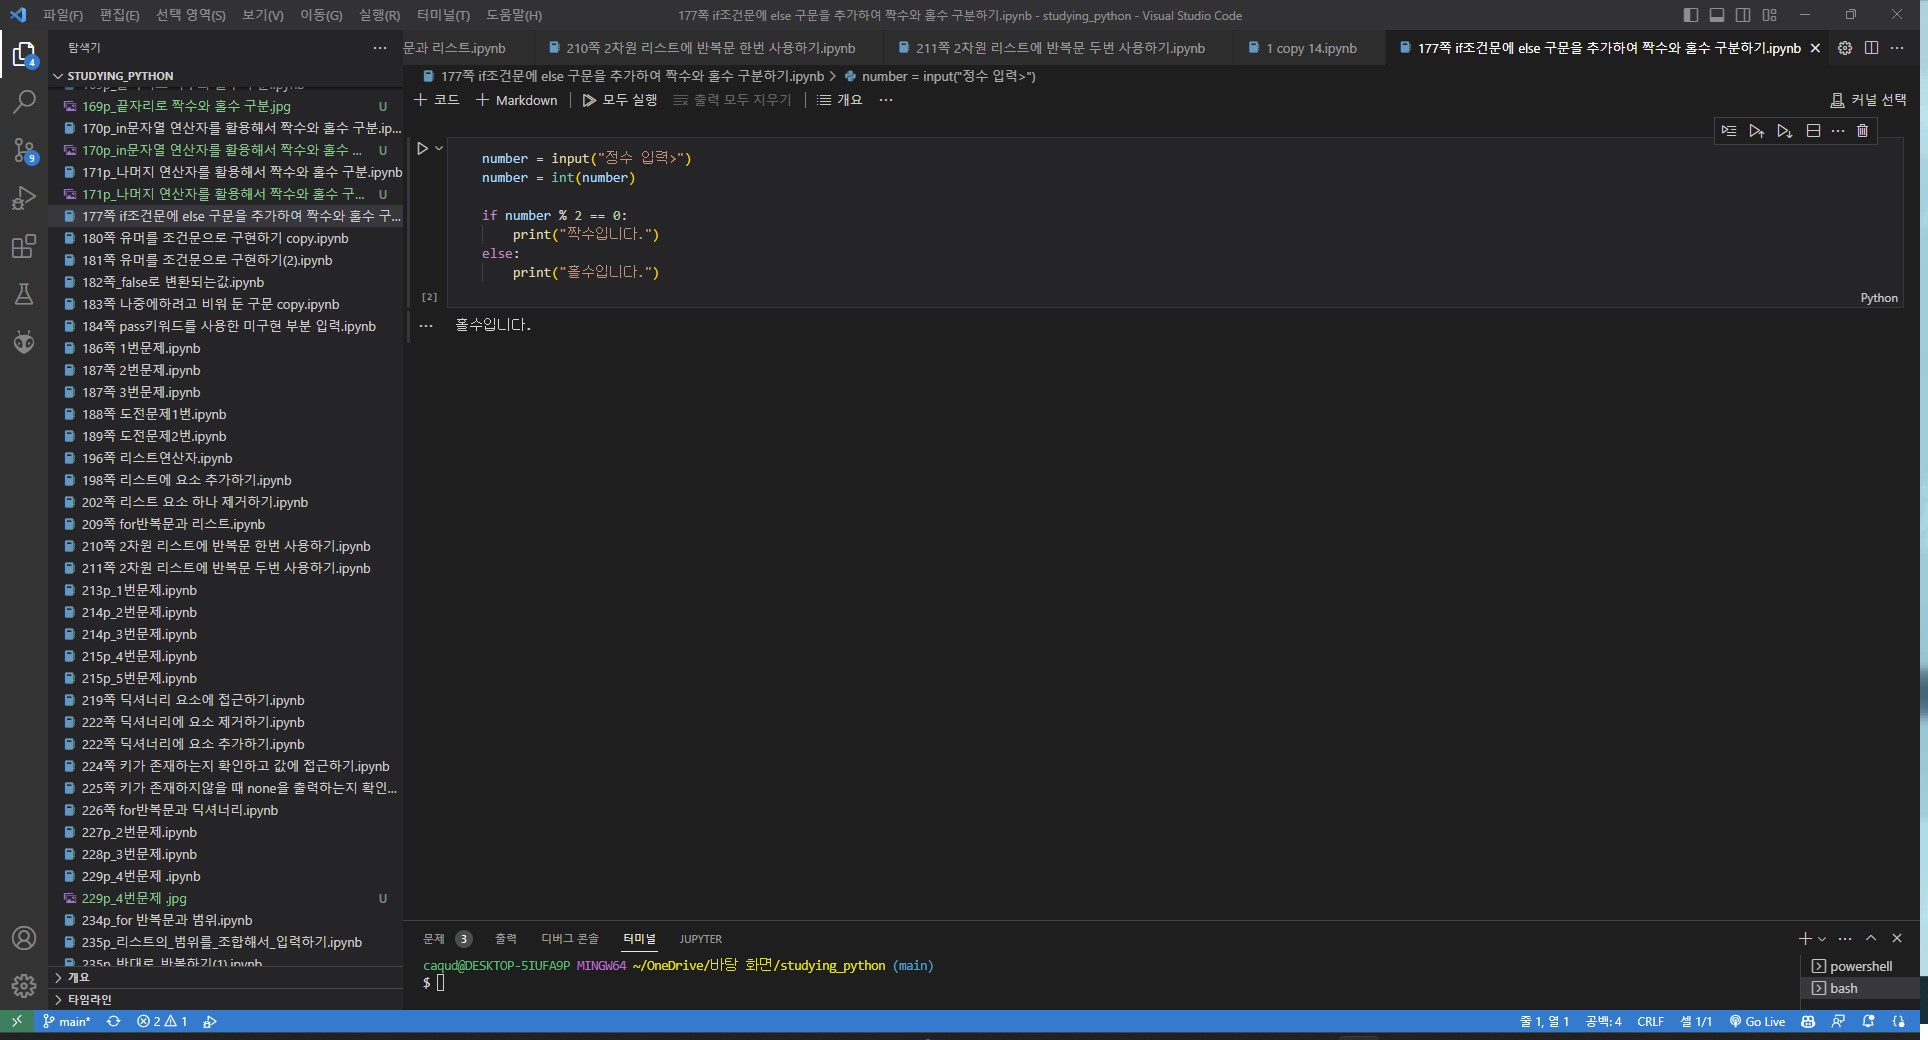 파일(F) 편집(E) 선택 영역(S) 보기(V) 이동(G) 실행(R) 터미널(T) 도움말(H)
177쪽 if조건문에 else 구문을 추가하여 짝수와 홀수 구분하기.ipynb - studying_python - Visual Studio Code
탐색기
문과 리스트.ipynb
210쪽 2차원 리스트에 반복문 한번 사용하기.ipynb
211쪽 2차원 리스트에 반복문 두번 사용하기.ipynb
1 copy 14.ipynb
177쪽 if조건문에 else 구문을 추가하여 짝수와 홀수 구분하기.ipynb
STUDYING_PYTHON
169p_끝자리로 짝수와 홀수 구분.jpg U
170p_in문자열 연산자를 활용해서 짝수와 홀수 구분.ip...
170p_in문자열 연산자를 활용해서 짝수와 홀수 ... U
171p_나머지 연산자를 활용해서 짝수와 홀수 구분.ipynb
171p_나머지 연산자를 활용해서 짝수와 홀수 구... U
177쪽 if조건문에 else 구문을 추가하여 짝수와 홀수 구...
180쪽 유머를 조건문으로 구현하기 copy.ipynb
181쪽 유머를 조건문으로 구현하기(2).ipynb
182쪽_false로 변환되는값.ipynb
183쪽 나중에하려고 비워 둔 구문 copy.ipynb
184쪽 pass키워드를 사용한 미구현 부분 입력.ipynb
186쪽 1번문제.ipynb
187쪽 2번문제.ipynb
187쪽 3번문제.ipynb
188쪽 도전문제1번.ipynb
189쪽 도전문제2번.ipynb
196쪽 리스트연산자.ipynb
198쪽 리스트에 요소 추가하기.ipynb
202쪽 리스트 요소 하나 제거하기.ipynb
209쪽 for반복문과 리스트.ipynb
210쪽 2차원 리스트에 반복문 한번 사용하기.ipynb
211쪽 2차원 리스트에 반복문 두번 사용하기.ipynb
213p_1번문제.ipynb
214p_2번문제.ipynb
214p_3번문제.ipynb
215p_4번문제.ipynb
215p_5번문제.ipynb
219쪽 딕셔너리 요소에 접근하기.ipynb
222쪽 딕셔너리에 요소 제거하기.ipynb
222쪽 딕셔너리에 요소 추가하기.ipynb
224쪽 키가 존재하는지 확인하고 값에 접근하기.ipynb
225쪽 키가 존재하지않을 때 none을 출력하는지 확인...
226쪽 for반복문과 딕셔너리.ipynb
227p_2번문제.ipynb
228p_3번문제.ipynb
229p_4번문제 .ipynb
229p_4번문제 .jpg U
234p_for 반복문과 범위.ipynb
235p_리스트의_범위를_조합해서_입력하기.ipynb
235p_반대로_반복하기(1).ipynb
개요
타임라인
177쪽 if조건문에 else 구문을 추가하여 짝수와 홀수 구분하기.ipynb > number = input("정수 입력>")
코드 Markdown 모두 실행 출력 모두 지우기 개요 ...
커널 선택
number = input("정수 입력>")
number = int(number)
if number % 2 == 0:
print("짝수입니다.")
else:
print("홀수입니다.")
[2]
Python
홀수입니다.
문제 3 출력 디버그 콘솔 터미널 JUPYTER
caqud@DESKTOP-5IUFA9P MINGW64 ~/OneDrive/바탕 화면/studying_python (main)
$
powershell
bash
4
9
main* 2 1
줄 1, 열 1 공백: 4 CRLF 셀 1/1 Go Live